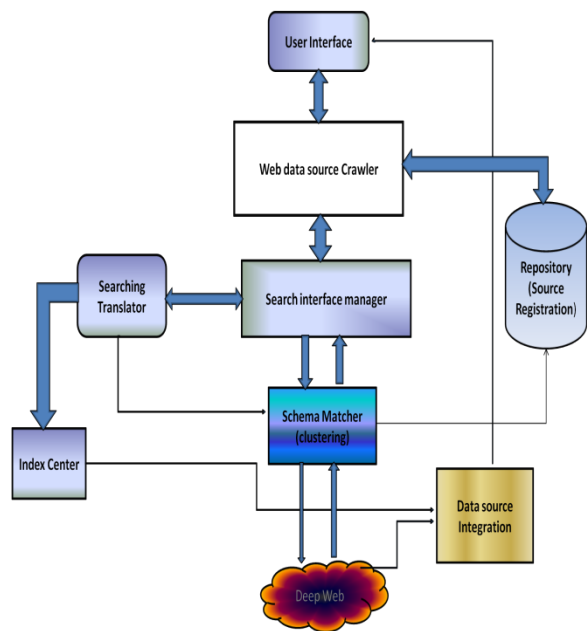 User Interface
Web data source Crawler
Repository
(Source
Registration)
Searching
Translator
Search interface manager
Schema Matcher
(clustering)
Index Center
Data source
Integration
Deep Web